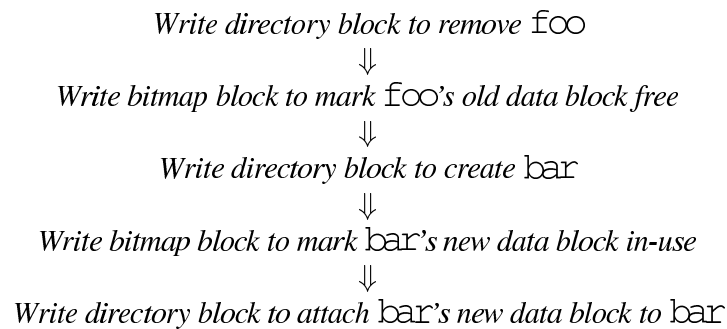 Write directory block to remove foo
⇓
Write bitmap block to mark foo's old data block free
⇓
Write directory block to create bar
⇓
Write bitmap block to mark bar's new data block in-use
⇓
Write directory block to attach bar's new data block to bar